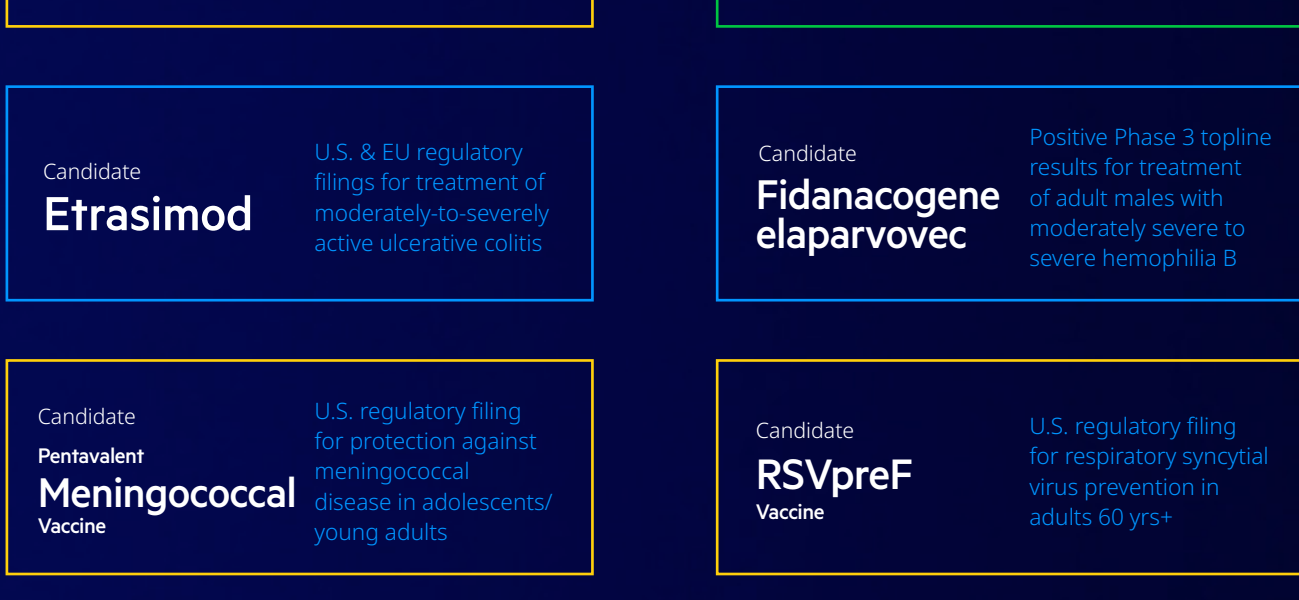 Candidate
Etrasimod
U.S. & EU regulatory
filings for treatment of
moderately-to-severely
active ulcerative colitis
Candidate
Fidanacogene
elaparvovec
Positive Phase 3 topline
results for treatment
of adult males with
moderately severe to
severe hemophilia B
Candidate
Pentavalent
Meningococcal
Vaccine
U.S. regulatory filing
for protection against
meningococcal
disease in adolescents/
young adults
Candidate
RSVpreF
Vaccine
U.S. regulatory filing
for respiratory syncytial
virus prevention in
adults 60 yrs+